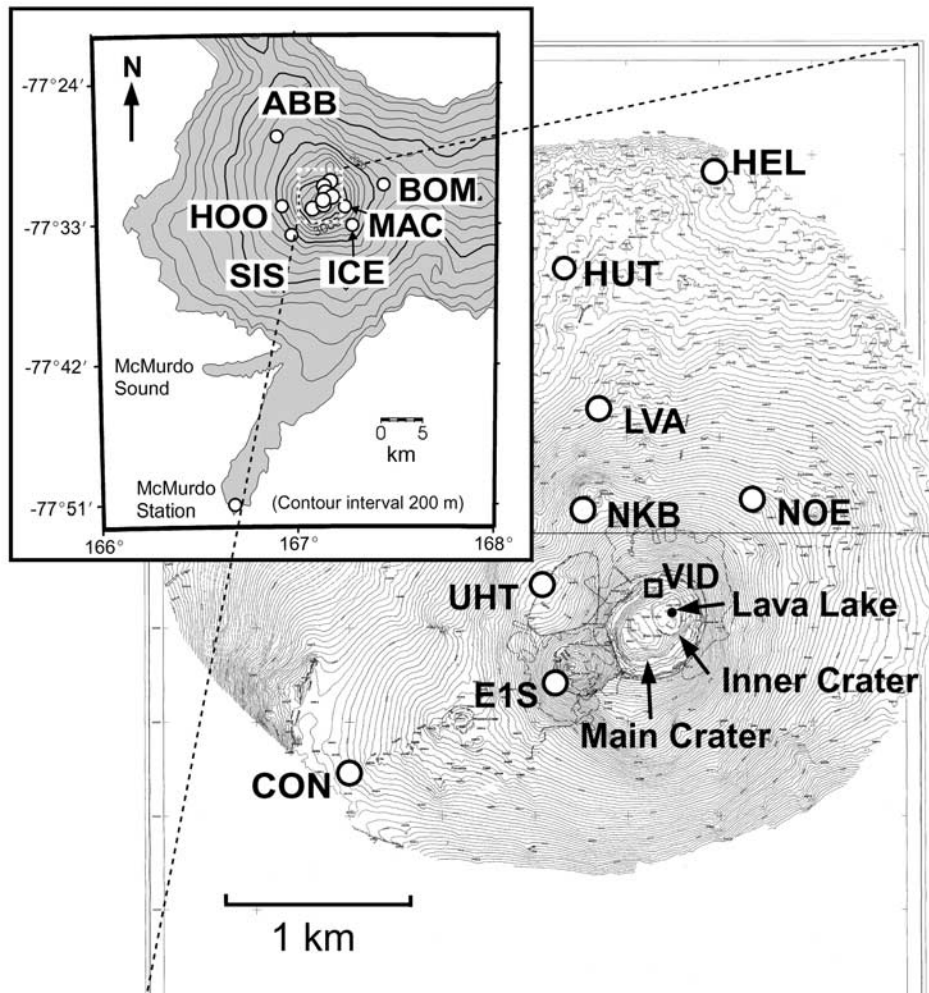 -77°24′
N
ABB
HEL
BOM
HOO
MAC
-77°33′
HUT
SIS
ICE
-77°42′
McMurdo
Sound
LVA
0 5
km
McMurdo
Station
(Contour interval 200 m)
-77°51′
NKB
NOE
166°
167°
168°
UHT
VID
Lava Lake
Inner Crater
E1S
Main Crater
CON
1 km